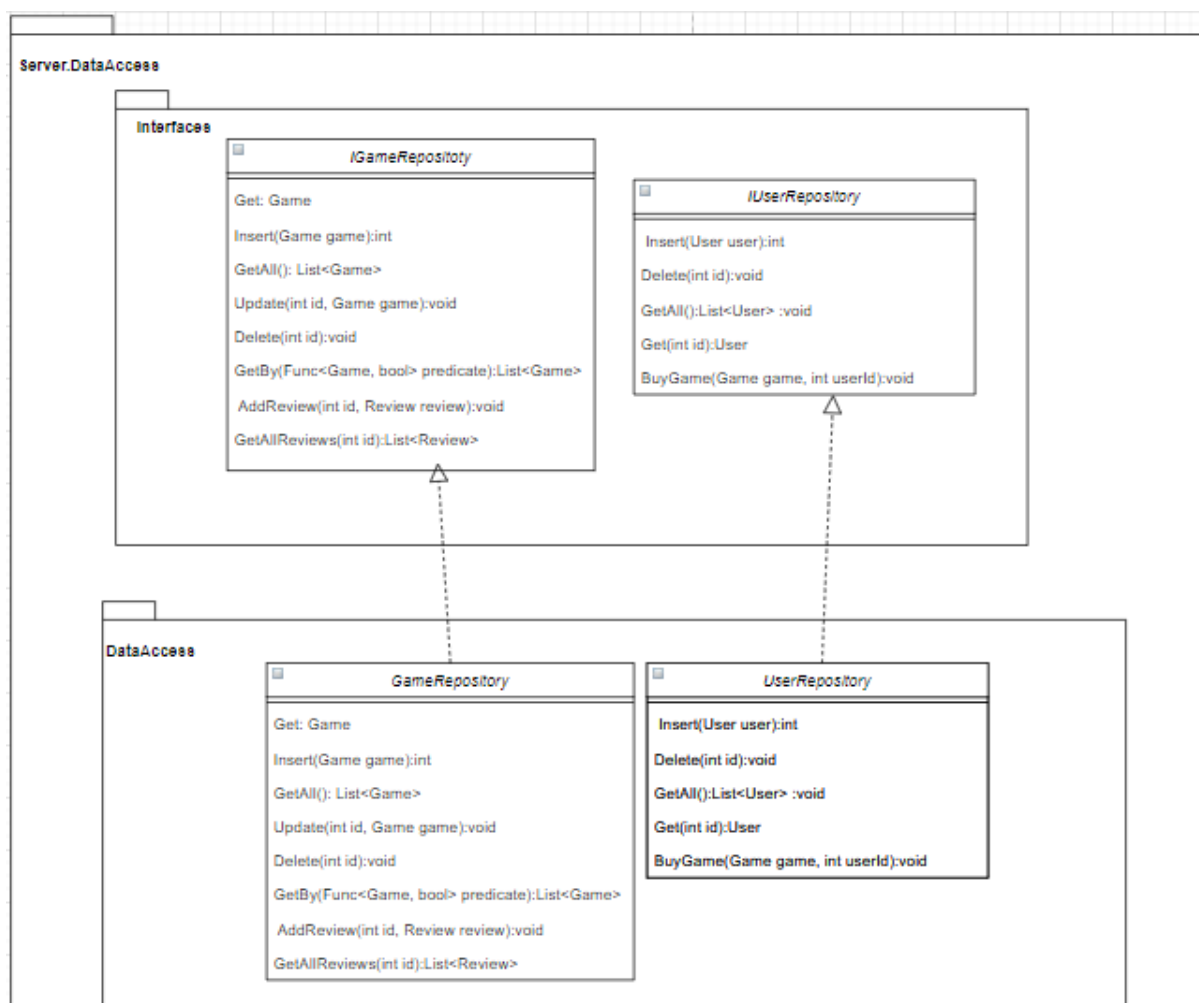 Server.DataAccess
Interfaces
IGameRepositoty
Get: Game
Insert(Game game):int
GetAll(): List<Game>
Update(int id, Game game):void
Delete(int id):void
GetBy(Func<Game, bool> predicate):List<Game>
AddReview(int id, Review review):void
GetAllReviews(int id):List<Review>
IUserRepository
Insert(User user):int
Delete(int id):void
GetAll():List<User> :void
Get(int id):User
BuyGame(Game game, int userId):void
DataAccess
GameRepository
Get: Game
Insert(Game game):int
GetAll(): List<Game>
Update(int id, Game game):void
Delete(int id):void
GetBy(Func<Game, bool> predicate):List<Game>
AddReview(int id, Review review):void
GetAllReviews(int id):List<Review>
UserRepository
Insert(User user):int
Delete(int id):void
GetAll():List<User> :void
Get(int id):User
BuyGame(Game game, int userId):void